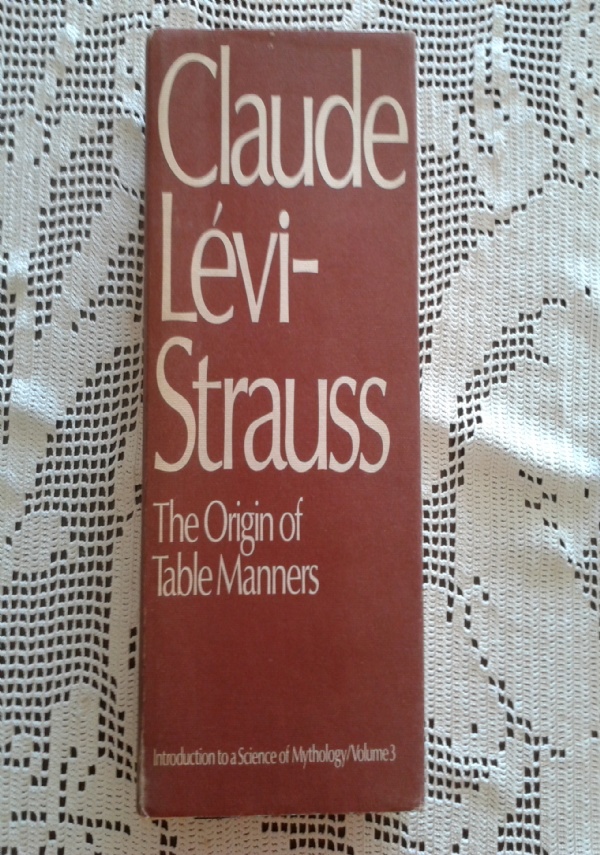 Claude
Lévi-
Strauss
The Origin of
Table Manners
Introduction to a Science of Mythology/Volume 3